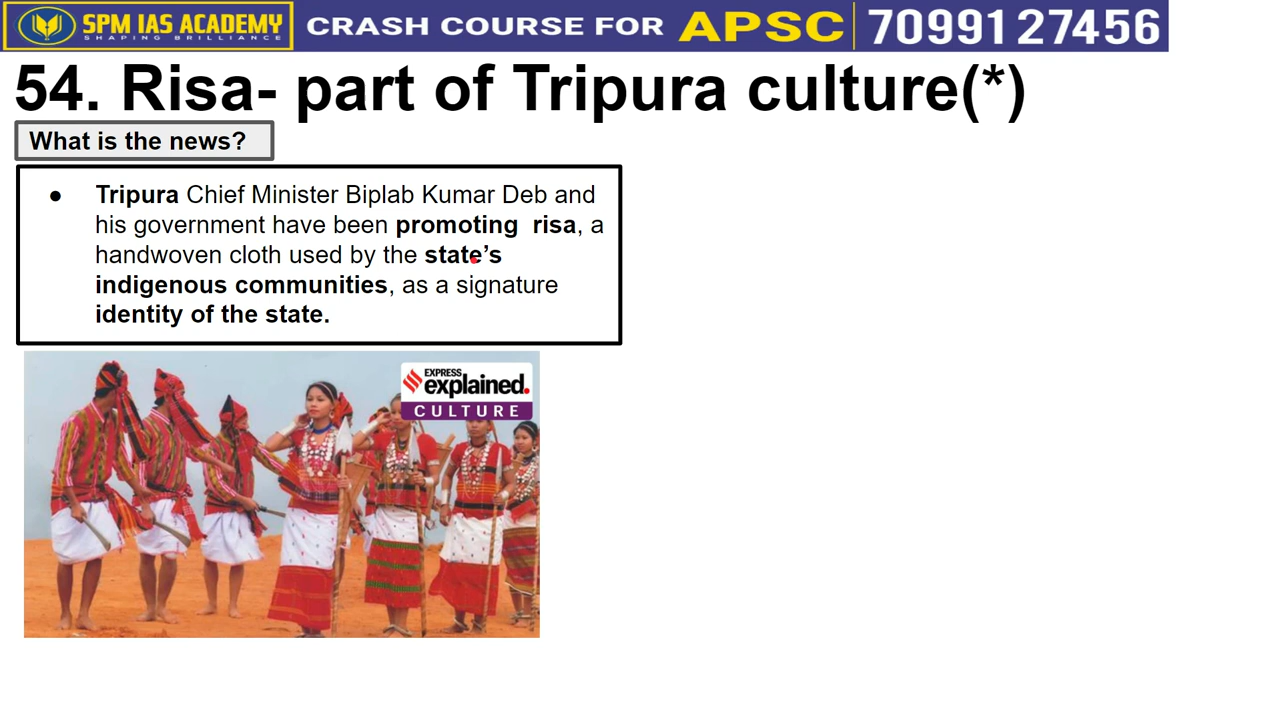 SPM IAS ACADEMY
SHAPING BRILLIANCE
CRASH COURSE FOR APSC 70991 27456
54. Risa- part of Tripura culture(*)
What is the news?
● Tripura Chief Minister Biplab Kumar Deb and
his government have been promoting risa, a
handwoven cloth used by the state’s
indigenous communities, as a signature
identity of the state.
EXPRESS
explained.
CULTURE